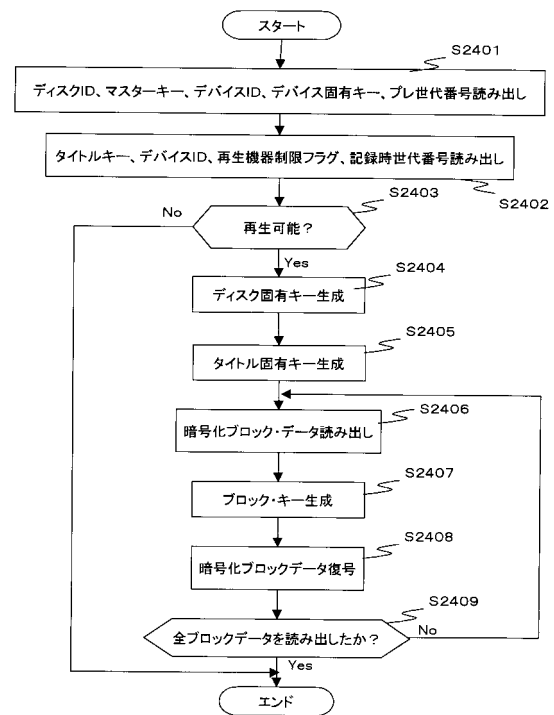 スタート
S2401
ディスクID、マスターキー、デバイスID、デバイス固有キー、プレ世代番号読み出し
タイトルキー、デバイスID、再生機器制限フラグ、記録時世代番号読み出し
S2402
S2403
No
再生可能？
Yes
S2404
ディスク固有キー生成
S2405
タイトル固有キー生成
S2406
暗号化ブロック・データ読み出し
S2407
ブロック・キー生成
S2408
暗号化ブロックデータ復号
S2409
全ブロックデータを読み出したか？
No
Yes
エンド